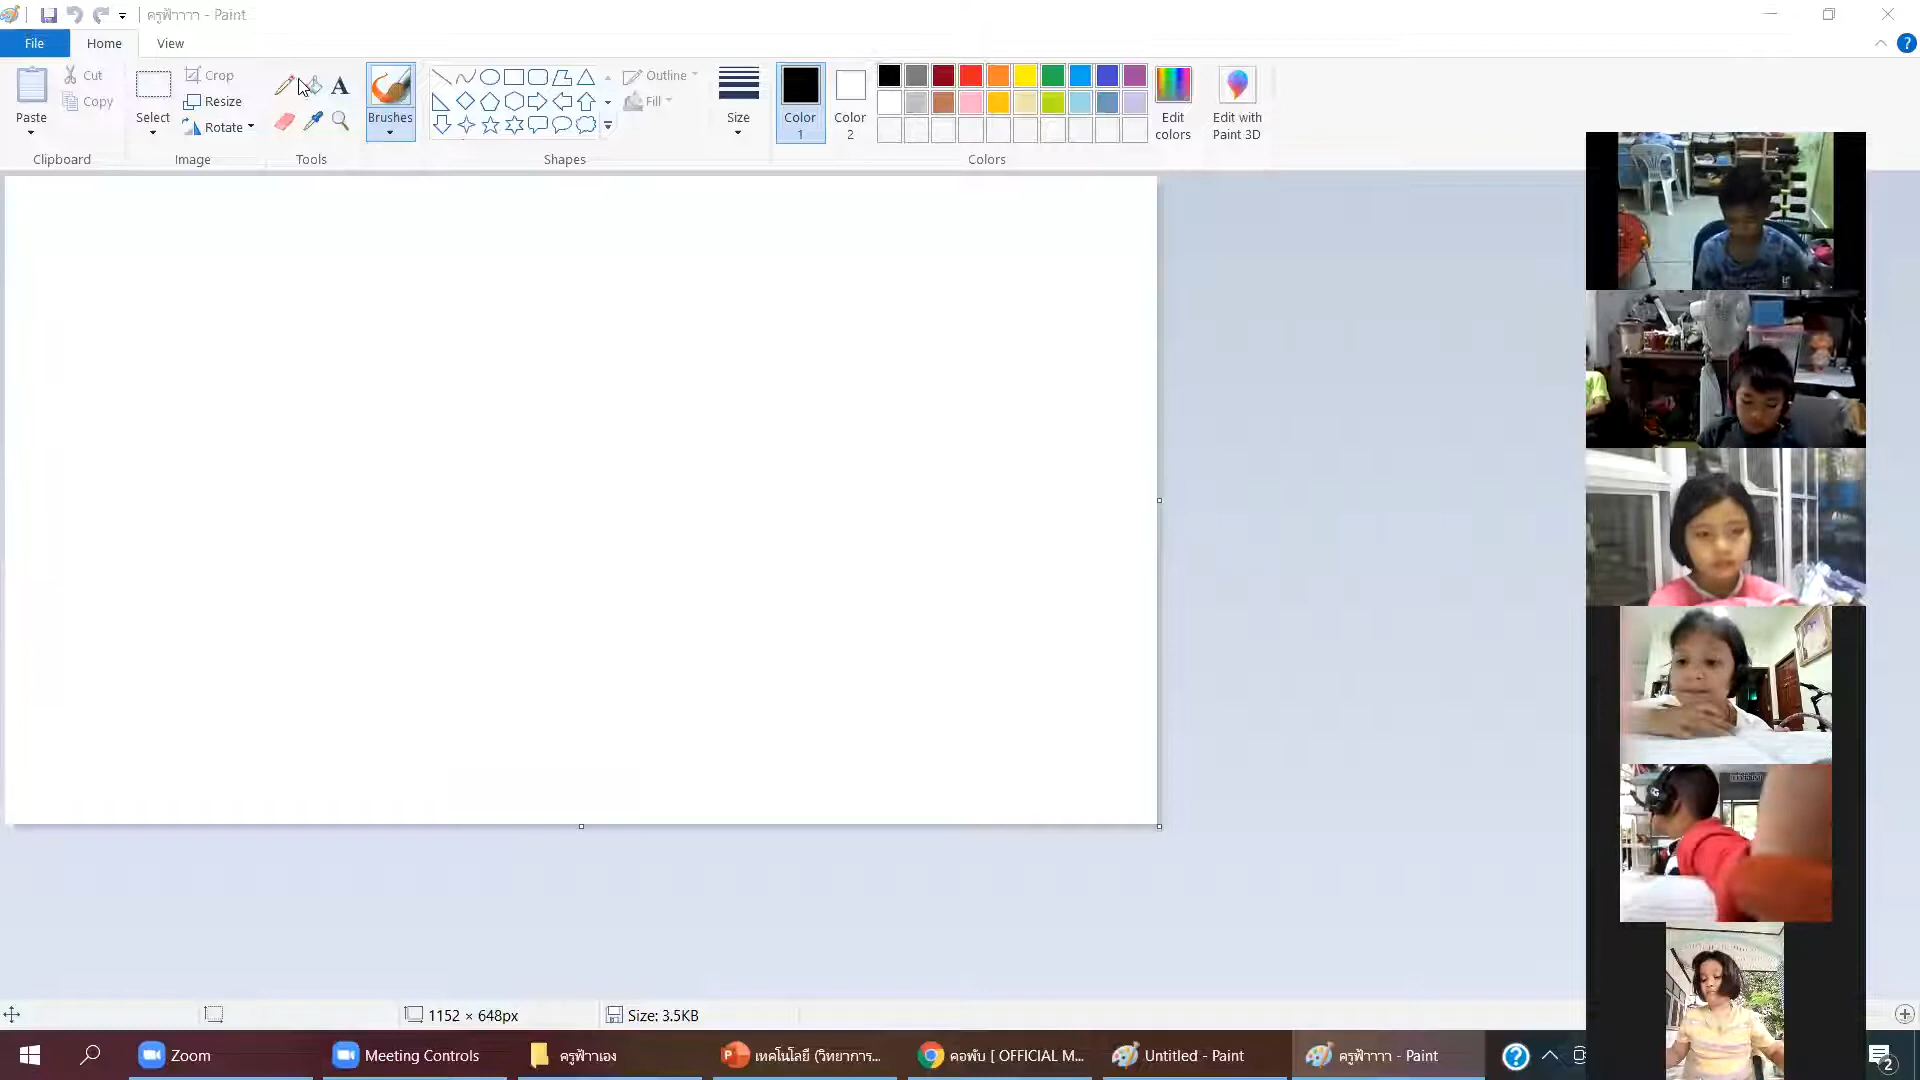 ครูฟ้าาาา - Paint
File
Home
View
Paste
Cut
Copy
Clipboard
Select
Crop
Resize
Rotate
Image
A
Tools
Brushes
Outline
Fill
Shapes
Size
Color 1
Color 2
Edit colors
Edit with Paint 3D
Colors
1152 × 648px
Size: 3.5KB
Zoom
Meeting Controls
ครูฟ้าาเอง
เทคโนโลยี (วิทยาการ...
คอพับ [ OFFICIAL M...
Untitled - Paint
ครูฟ้าาาา - Paint
2